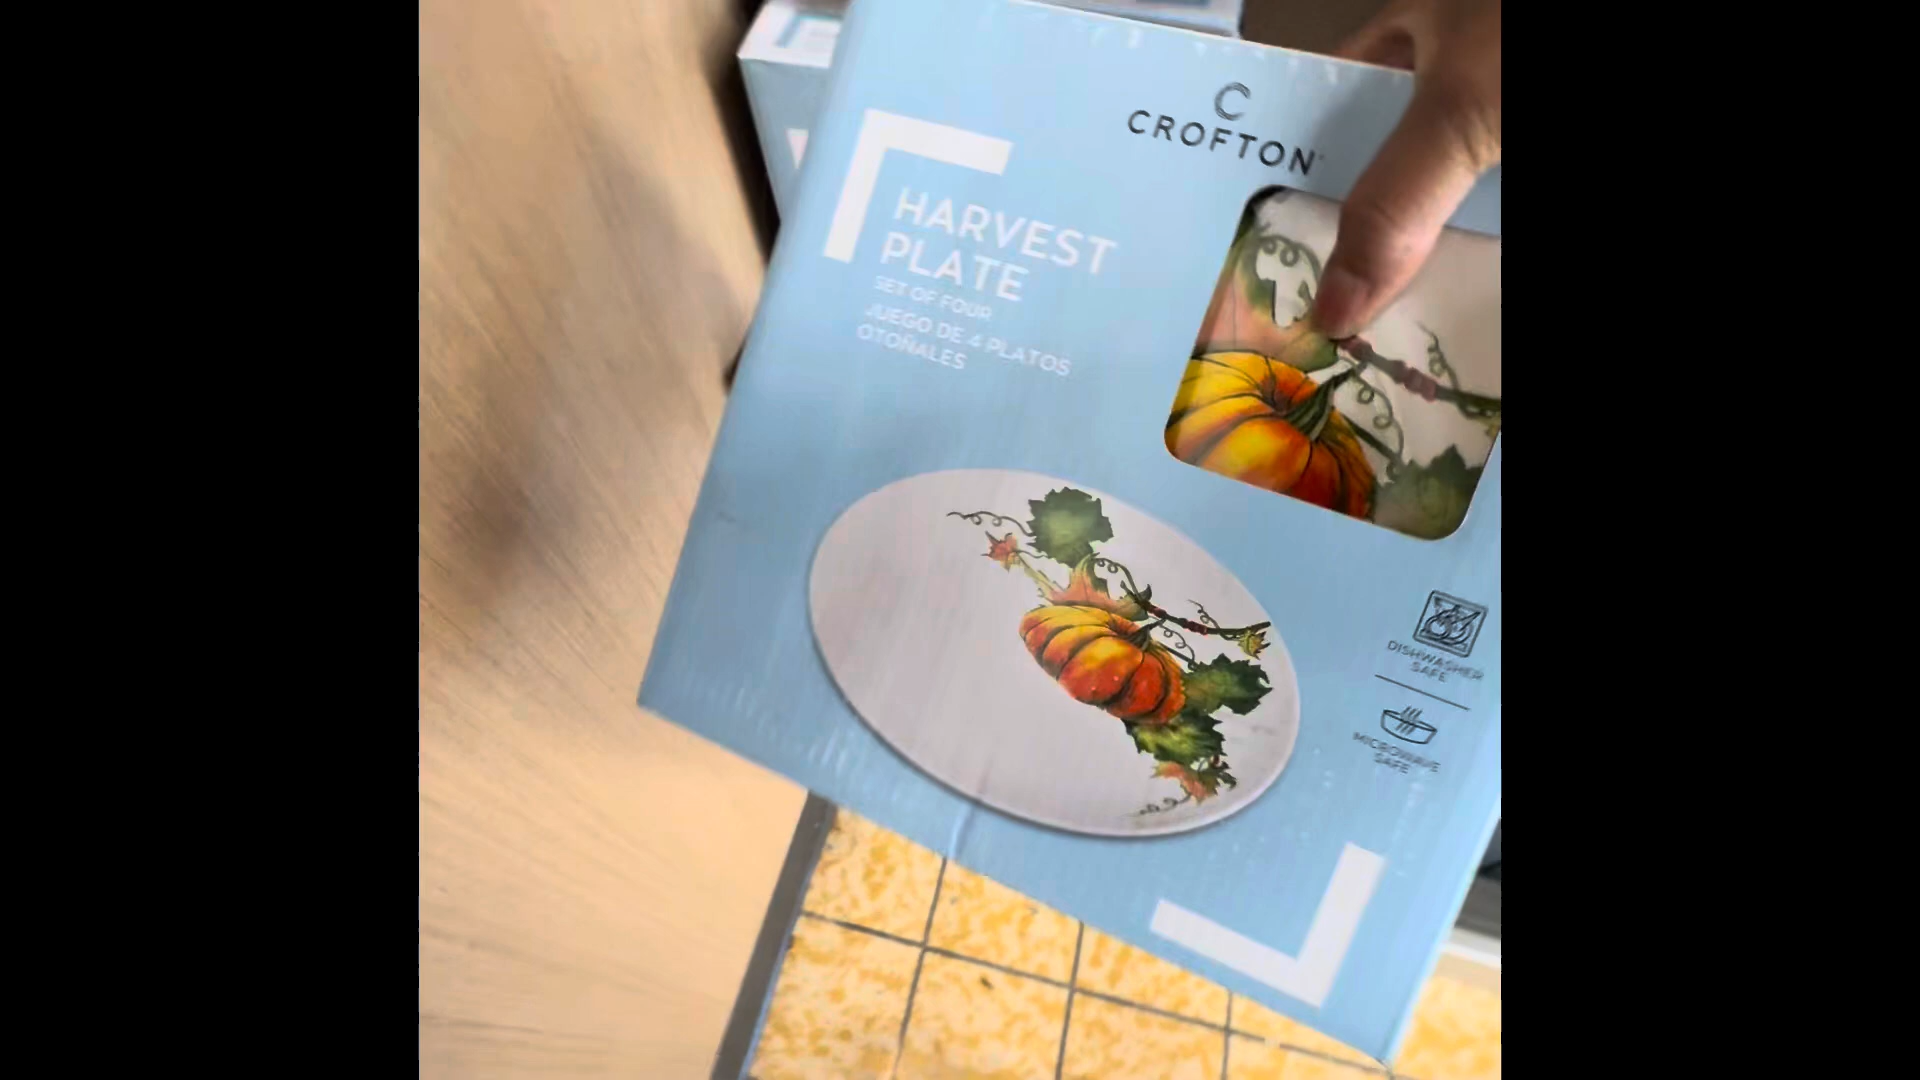 C
CROFTON
HARVEST
PLATE
SET OF FOUR
JUEGO DE 4 PLATOS
OTOÑALES
DISHWASHER
SAFE
MICROWAVE
SAFE